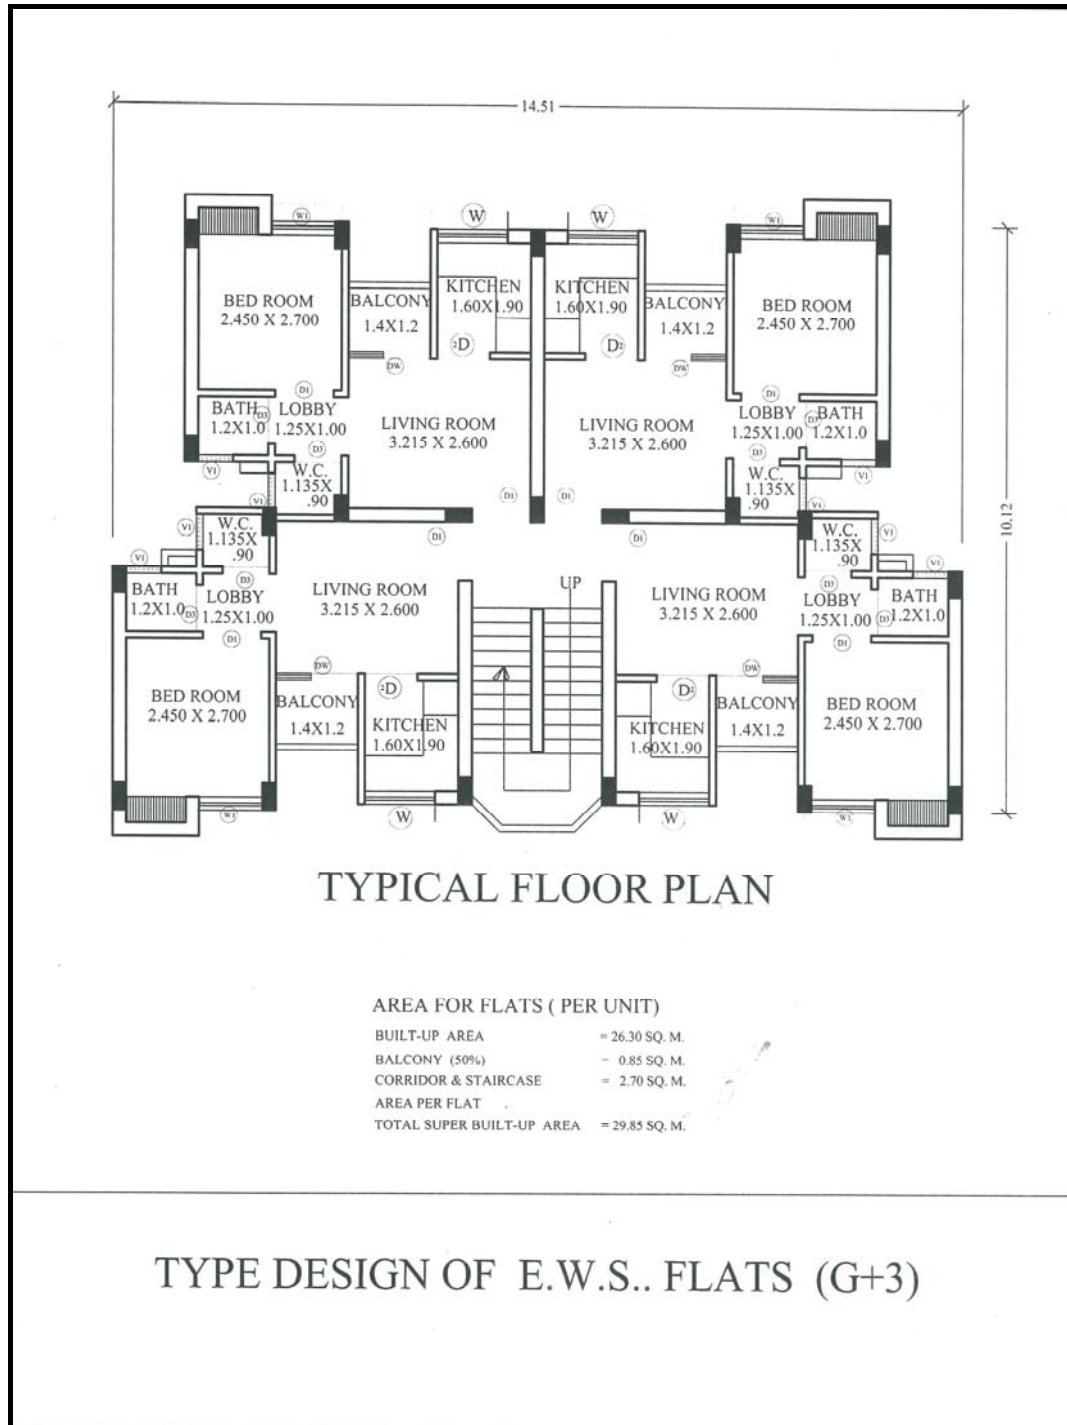 14.51
W1
W
W
W1
BED ROOM
2.450 X 2.700
BALCONY
1.4X1.2
KITCHEN
1.60X1.90
KITCHEN
1.60X1.90
BALCONY
1.4X1.2
BED ROOM
2.450 X 2.700
DW
2D
D2
DW
D1
D1
BATH
1.2X1.0
D3
LOBBY
1.25X1.00
D3
LIVING ROOM
3.215 X 2.600
LIVING ROOM
3.215 X 2.600
LOBBY
1.25X1.00
D3
D3
BATH
1.2X1.0
V1
W.C.
1.135X
.90
V1
D1
D1
W.C.
1.135X
.90
V1
V1
10.12
V1
W.C.
1.135X
.90
V1
D3
D1
D1
W.C.
1.135X
.90
V1
V1
D3
BATH
1.2X1.0
D3
LOBBY
1.25X1.00
LIVING ROOM
3.215 X 2.600
UP
LIVING ROOM
3.215 X 2.600
LOBBY
1.25X1.00
D3
BATH
1.2X1.0
D1
D1
DW
DW
2D
D2
BED ROOM
2.450 X 2.700
BALCONY
1.4X1.2
KITCHEN
1.60X1.90
KITCHEN
1.60X1.90
BALCONY
1.4X1.2
BED ROOM
2.450 X 2.700
W1
W
W
W1
TYPICAL FLOOR PLAN
AREA FOR FLATS ( PER UNIT)
BUILT-UP AREA = 26.30 SQ. M.
BALCONY (50%) = 0.85 SQ. M.
CORRIDOR & STAIRCASE = 2.70 SQ. M.
AREA PER FLAT
TOTAL SUPER BUILT-UP AREA = 29.85 SQ. M.
TYPE DESIGN OF E.W.S.. FLATS (G+3)